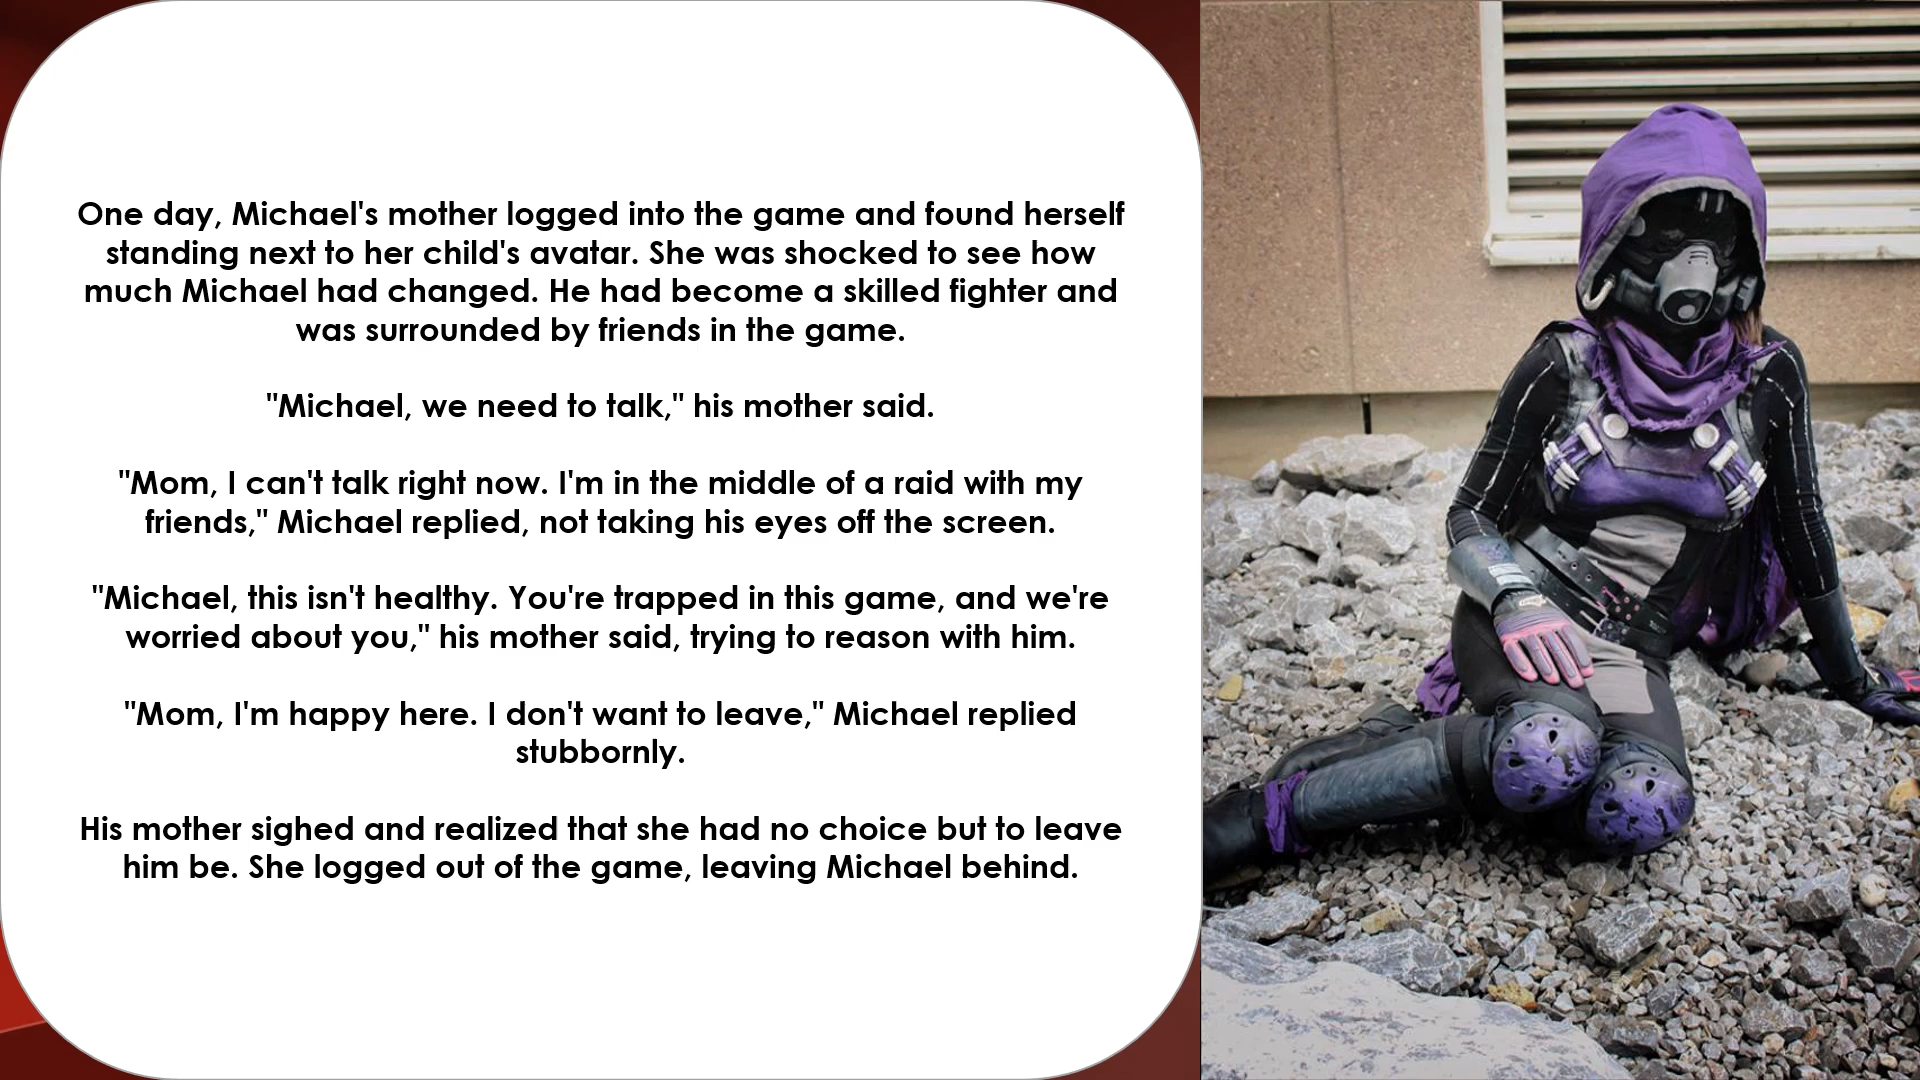 One day, Michael's mother logged into the game and found herself
standing next to her child's avatar. She was shocked to see how
much Michael had changed. He had become a skilled fighter and
was surrounded by friends in the game.
"Michael, we need to talk," his mother said.
"Mom, I can't talk right now. I'm in the middle of a raid with my
friends," Michael replied, not taking his eyes off the screen.
"Michael, this isn't healthy. You're trapped in this game, and we're
worried about you," his mother said, trying to reason with him.
"Mom, I'm happy here. I don't want to leave," Michael replied
stubbornly.
His mother sighed and realized that she had no choice but to leave
him be. She logged out of the game, leaving Michael behind.